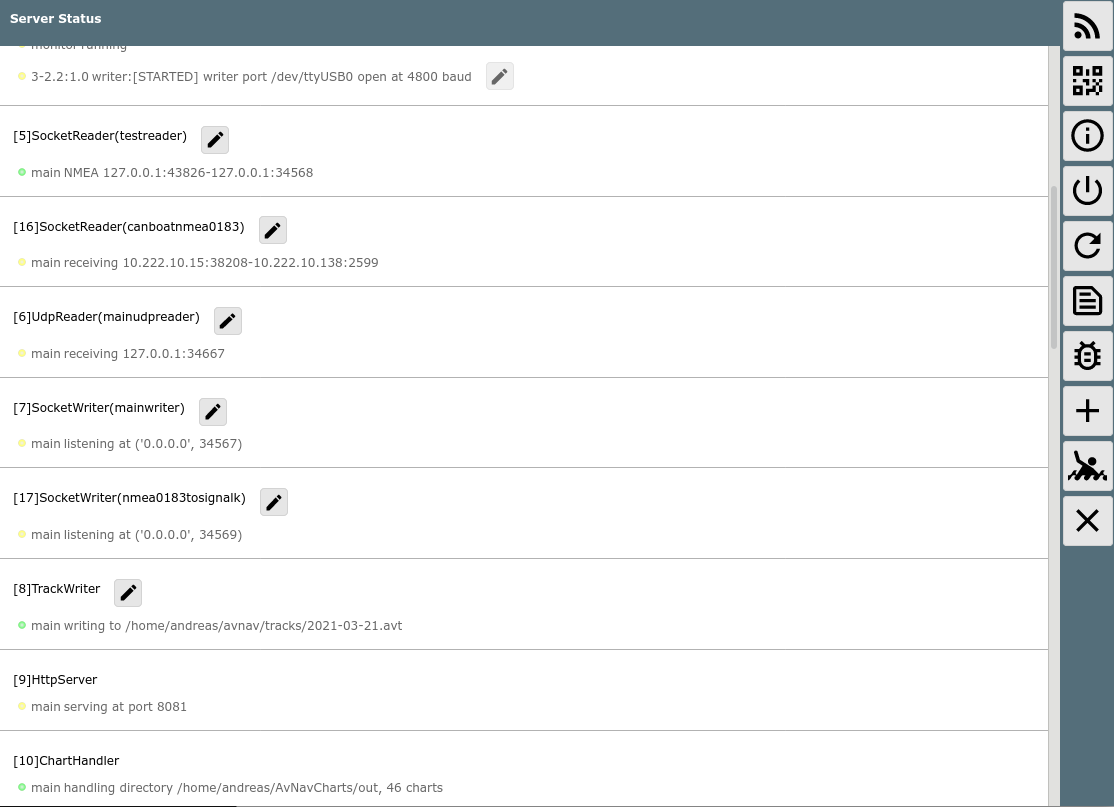 Server Status
monitor running
3-2.2:1.0 writer:[STARTED] writer port /dev/ttyUSB0 open at 4800 baud
[5]SocketReader(testreader)
main NMEA 127.0.0.1:43826-127.0.0.1:34568
[16]SocketReader(canboatnmea0183)
main receiving 10.222.10.15:38208-10.222.10.138:2599
[6]UdpReader(mainudpreader)
main receiving 127.0.0.1:34667
[7]SocketWriter(mainwriter)
main listening at ('0.0.0.0', 34567)
[17]SocketWriter(nmea0183tosignalk)
main listening at ('0.0.0.0', 34569)
[8]TrackWriter
main writing to /home/andreas/avnav/tracks/2021-03-21.avt
[9]HttpServer
main serving at port 8081
[10]ChartHandler
main handling directory /home/andreas/AvNavCharts/out, 46 charts